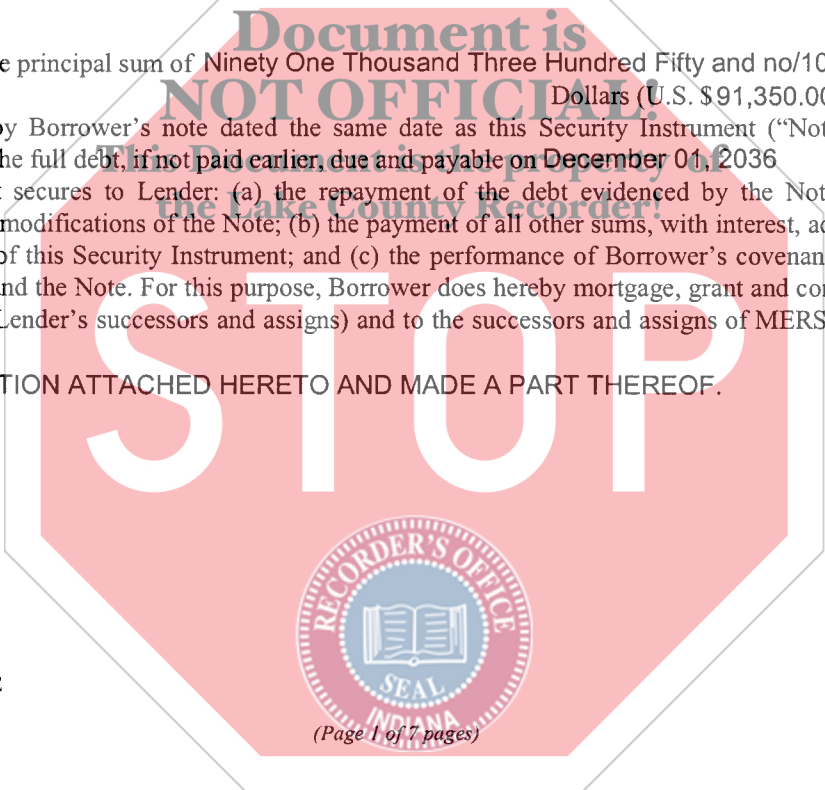 Document is
e principal sum of Ninety One Thousand Three Hundred Fifty and no/10
NOT OFFICIAL!
Dollars (U.S. $ 91,350.00
by Borrower's note dated the same date as this Security Instrument ("Not
he full debt, if not paid earlier, due and payable on December 01, 2036
This Document is the property of
t secures to Lender: (a) the repayment of the debt evidenced by the Not
the Lake County Recorder!
modifications of the Note; (b) the payment of all other sums, with interest, ad
of this Security Instrument; and (c) the performance of Borrower's covenan
nd the Note. For this purpose, Borrower does hereby mortgage, grant and con
Lender's successors and assigns) and to the successors and assigns of MERS
TION ATTACHED HERETO AND MADE A PART THEREOF.
STOP
RECORDER'S OFFICE
SEAL
INDIANA
(Page 1 of 7 pages)